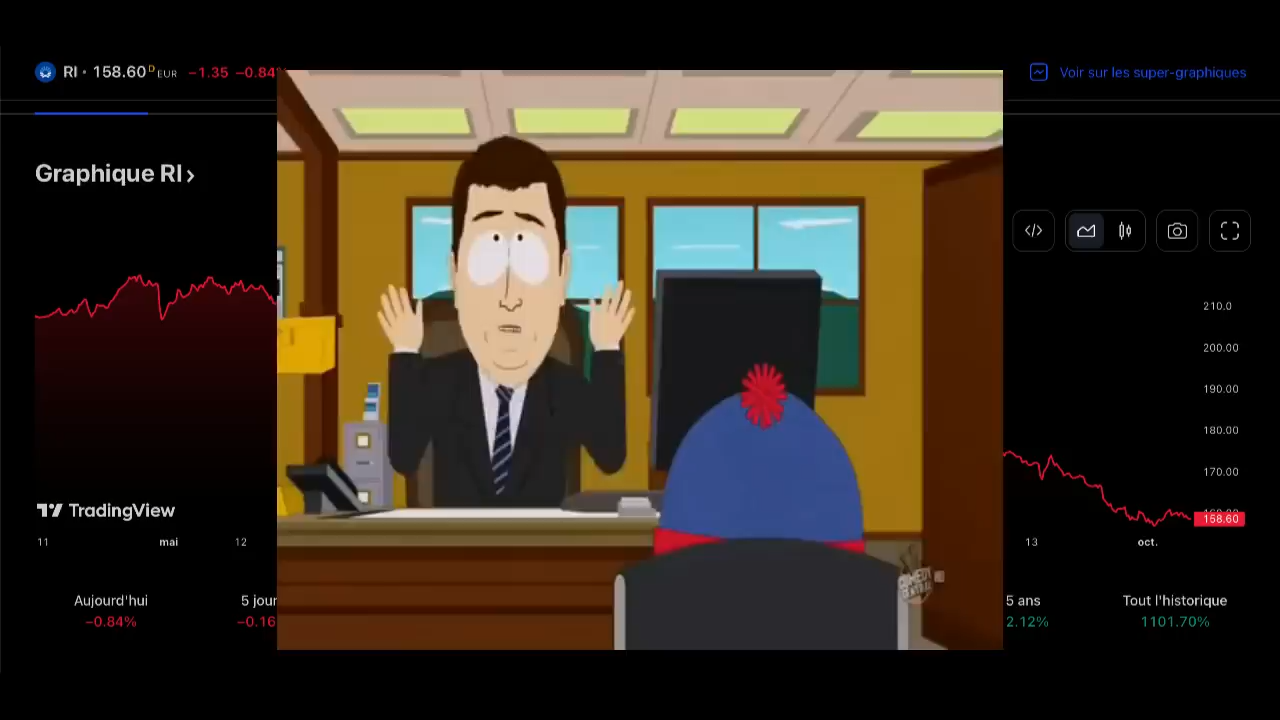 RI · 158.60 D EUR −1.35 −0.84%
Voir sur les super-graphiques
Graphique RI ›
</>
210.0
200.00
190.00
180.00
170.00
158.60
TradingView
11 mai 12 13 oct.
Aujourd'hui 5 jour 5 ans Tout l'historique
−0.84% −0.16 2.12% 1101.70%
COMEDY
CENTRAL